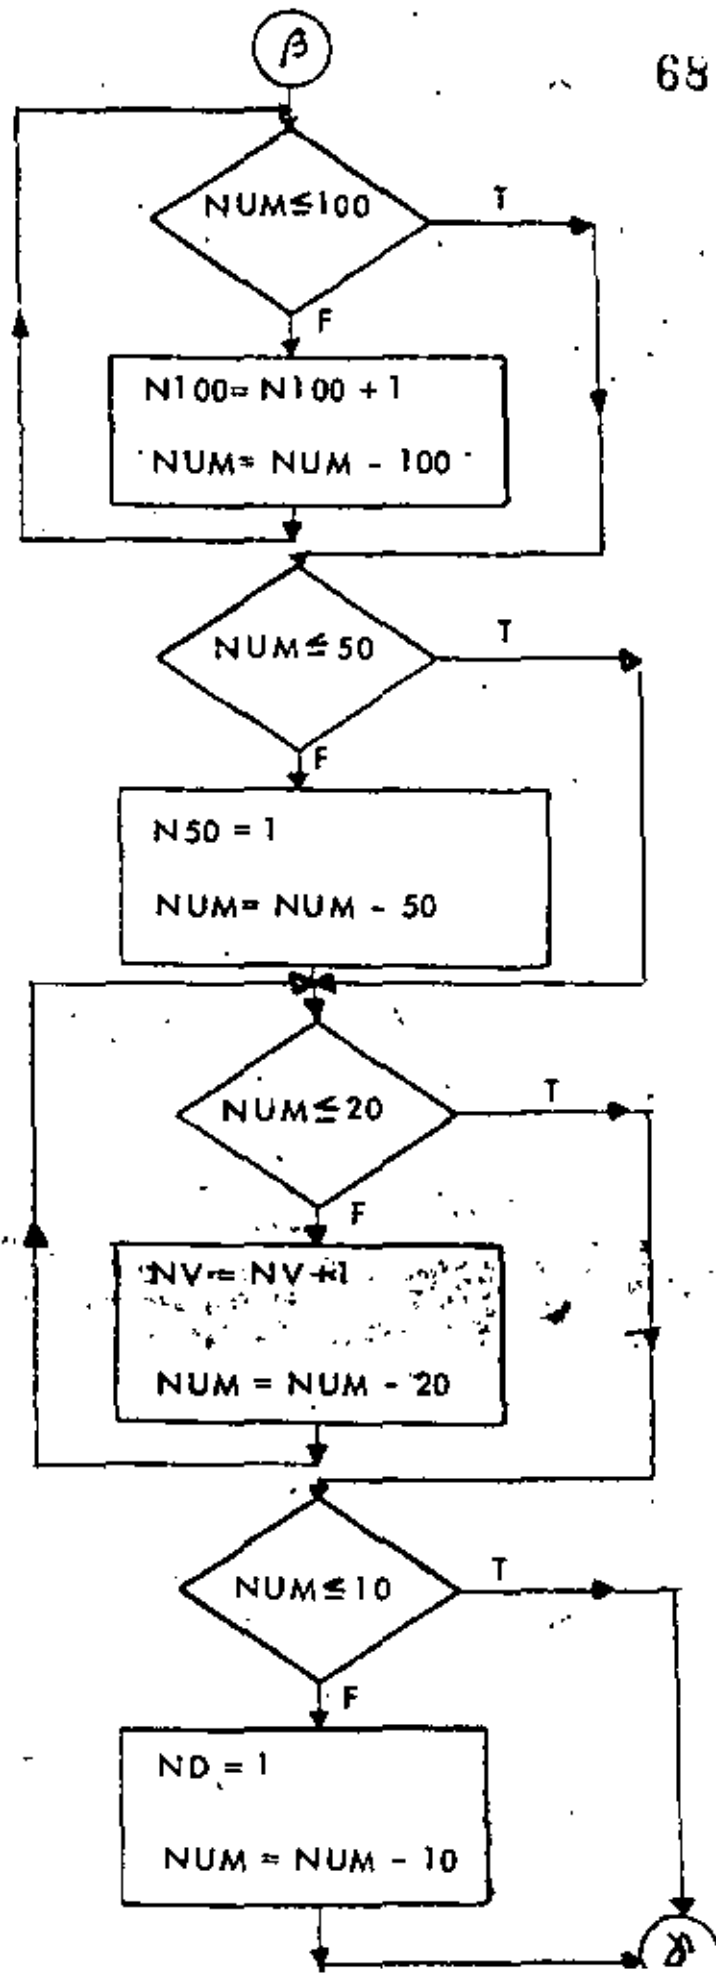 β
68
NUM≤100
T
F
N100= N100 + 1
NUM= NUM - 100
NUM≤50
T
F
N50 = 1
NUM= NUM - 50
NUM≤20
T
F
NV= NV+1
NUM = NUM - 20
NUM≤10
T
F
ND = 1
NUM = NUM - 10